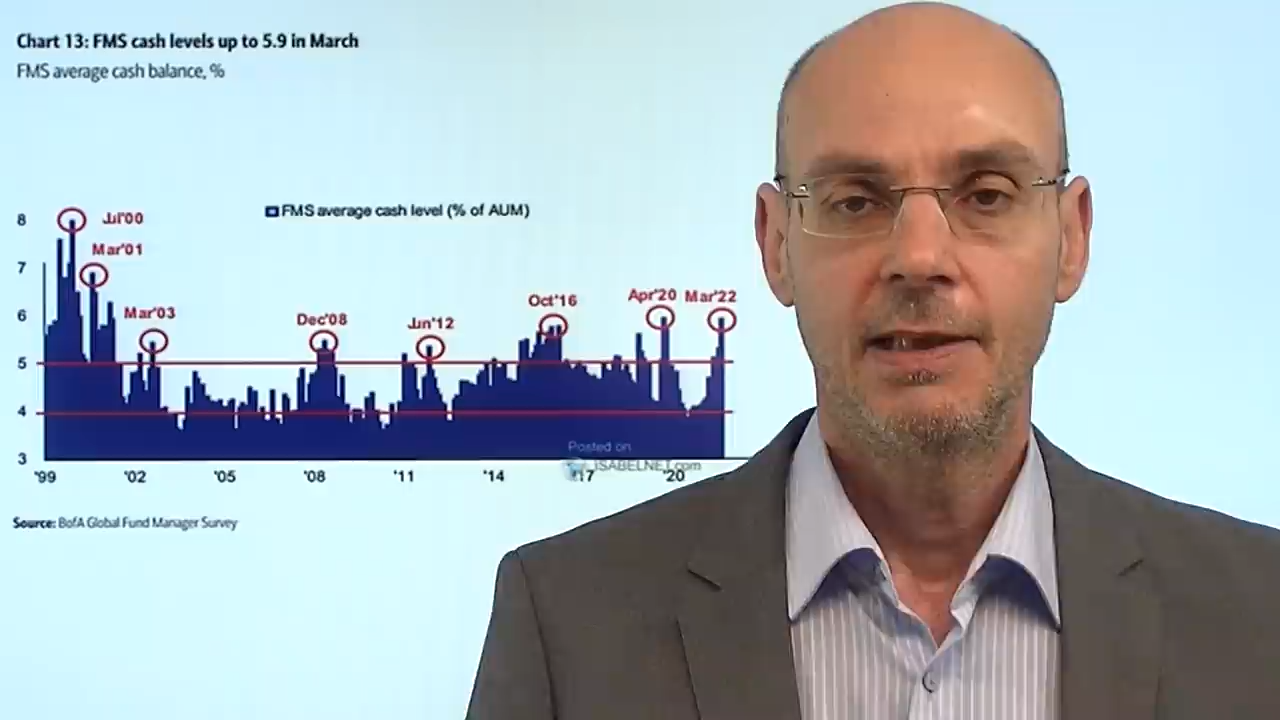 Chart 13: FMS cash levels up to 5.9 in March
FMS average cash balance, %
FMS average cash level (% of AUM)
8
7
6
5
4
3
Jul'00
Mar'01
Mar'03
Dec'08
Jun'12
Oct'16
Apr'20
Mar'22
Posted on
ISABELNET.com
'99
'02
'05
'08
'11
'14
'17
'20
Source: BofA Global Fund Manager Survey